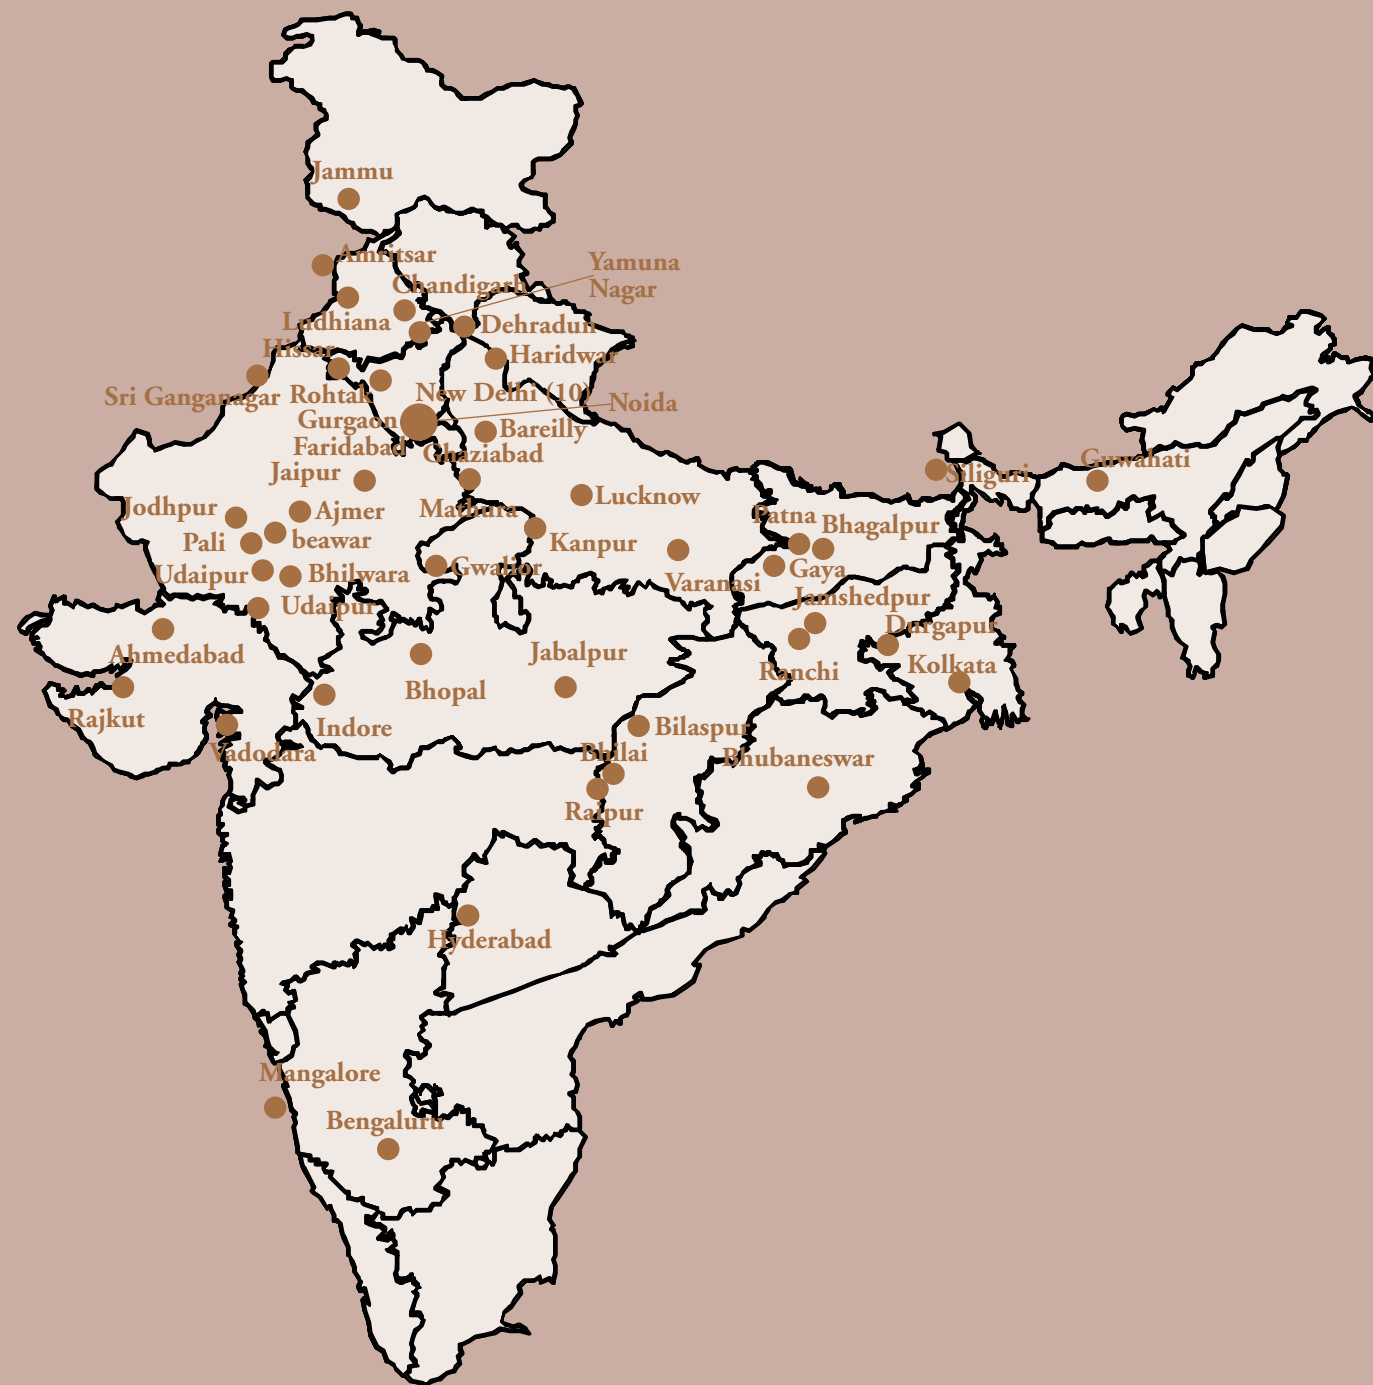 Jammu
Amritsar
Yamuna
Nagar
Chandigarh
Ludhiana
Dehradun
Hissar
Haridwar
Sri Ganganagar
Rohtak
New Delhi (10)
Noida
Gurgaon
Bareilly
Faridabad
Ghaziabad
Jaipur
Siliguri
Guwahati
Lucknow
Jodhpur
Ajmer
Mathura
Patna
Bhagalpur
Pali
beawar
Kanpur
Udaipur
Bhilwara
Gwalior
Varanasi
Gaya
Udaipur
Jamshedpur
Durgapur
Ahmedabad
Jabalpur
Ranchi
Kolkata
Rajkut
Bhopal
Indore
Bilaspur
Vadodara
Bhilai
Bhubaneswar
Raipur
Hyderabad
Mangalore
Bengaluru